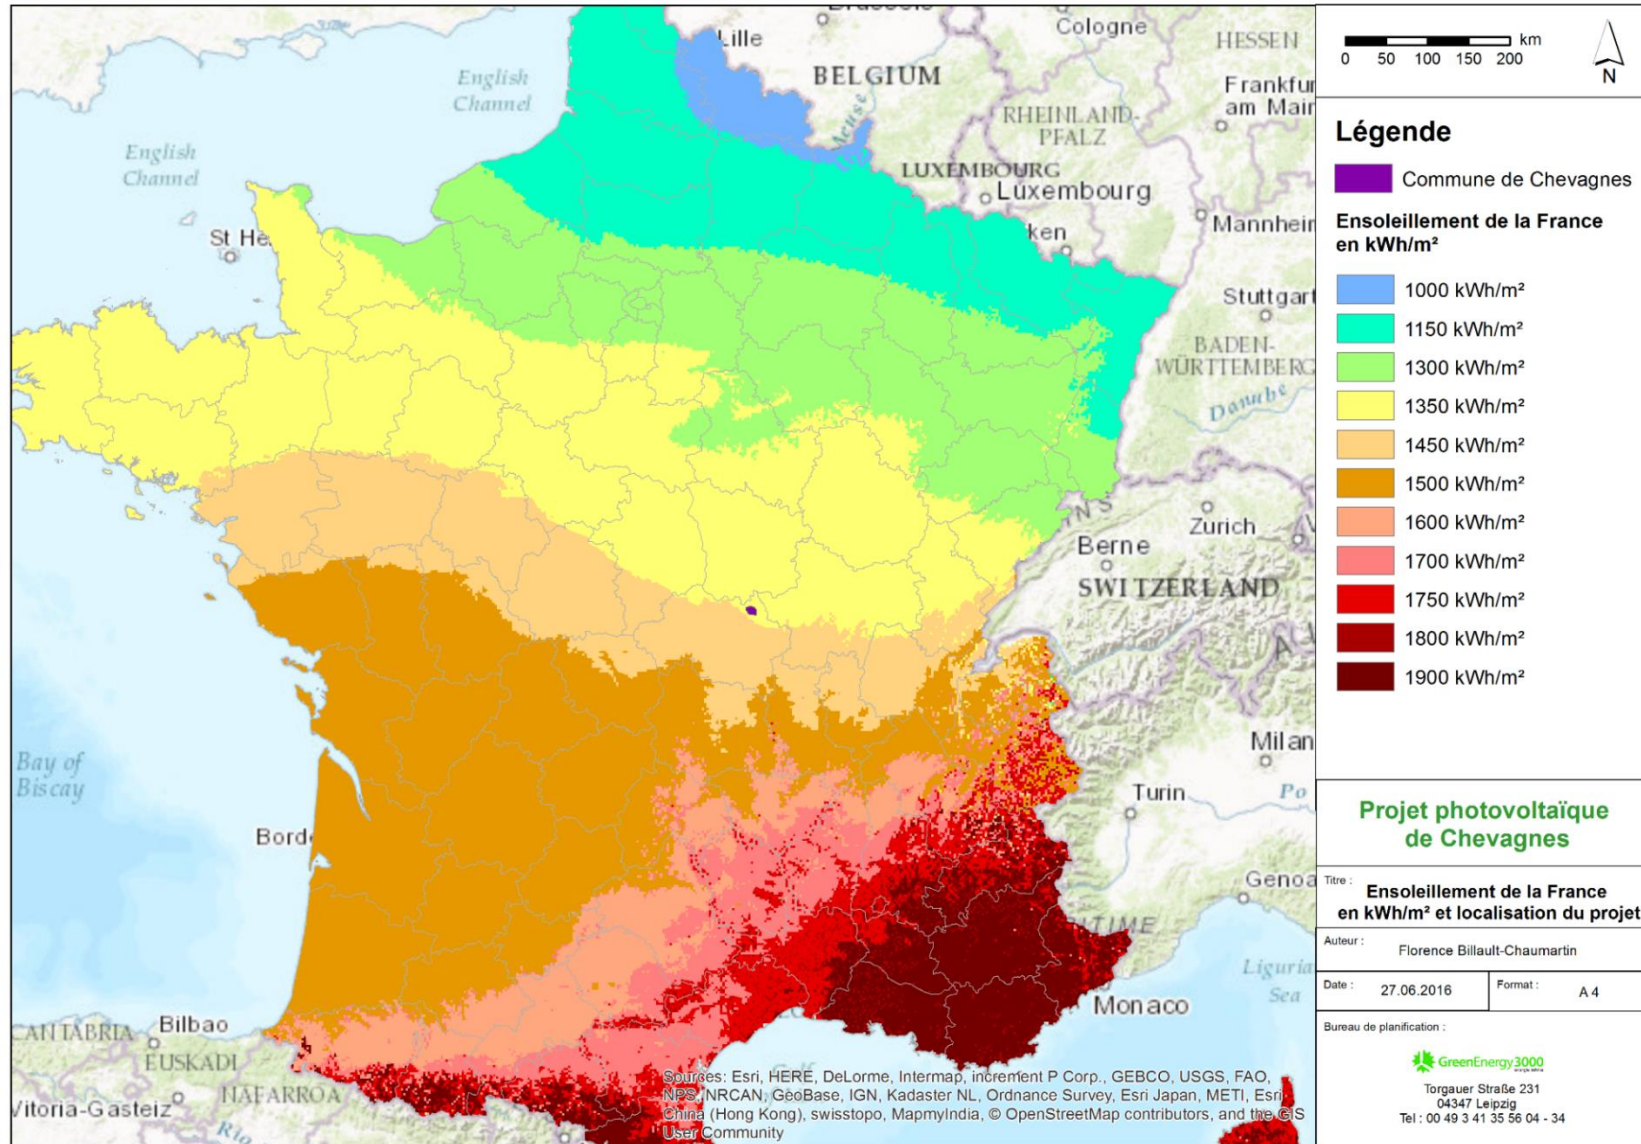 Lille
Cologne
HESSEN
English
Channel
BELGIUM
Frankfur
am Main
Meuse
RHEINLAND-
PFALZ
English
Channel
LUXEMBOURG
Luxembourg
Mannheim
St He
ken
Stuttgart
BADEN-
WÜRTTEMBERG
Danube
Zurich
Berne
SWITZERLAND
Bay of
Biscay
Milan
Turin
Po
Borde
Genoa
TIME
Liguria
Sea
Monaco
CANTABRIA
Bilbao
EUSKADI
NAFARROA
Vitoria-Gasteiz
Golf
Sources: Esri, HERE, DeLorme, Intermap, increment P Corp., GEBCO, USGS, FAO,
NPS, NRCAN, GeoBase, IGN, Kadaster NL, Ordnance Survey, Esri Japan, METI, Esri
China (Hong Kong), swisstopo, MapmyIndia, © OpenStreetMap contributors, and the GIS
User Community
km
0 50 100 150 200
N
Légende
Commune de Chevagnes
Ensoleillement de la France
en kWh/m²
1000 kWh/m²
1150 kWh/m²
1300 kWh/m²
1350 kWh/m²
1450 kWh/m²
1500 kWh/m²
1600 kWh/m²
1700 kWh/m²
1750 kWh/m²
1800 kWh/m²
1900 kWh/m²
Projet photovoltaïque
de Chevagnes
Titre :
Ensoleillement de la France
en kWh/m² et localisation du projet
Auteur : Florence Billault-Chaumartin
Date : 27.06.2016 Format : A 4
Bureau de planification :
GreenEnergy3000
Torgauer Straße 231
04347 Leipzig
Tel : 00 49 3 41 35 56 04 - 34